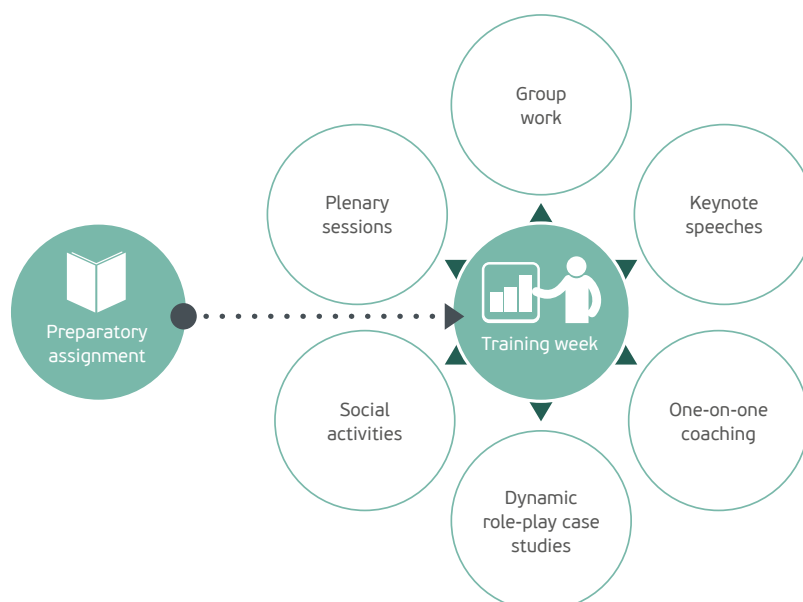 Group
work
Plenary
sessions
Keynote
speeches
Preparatory
assignment
Training week
Social
activities
One-on-one
coaching
Dynamic
role-play case
studies